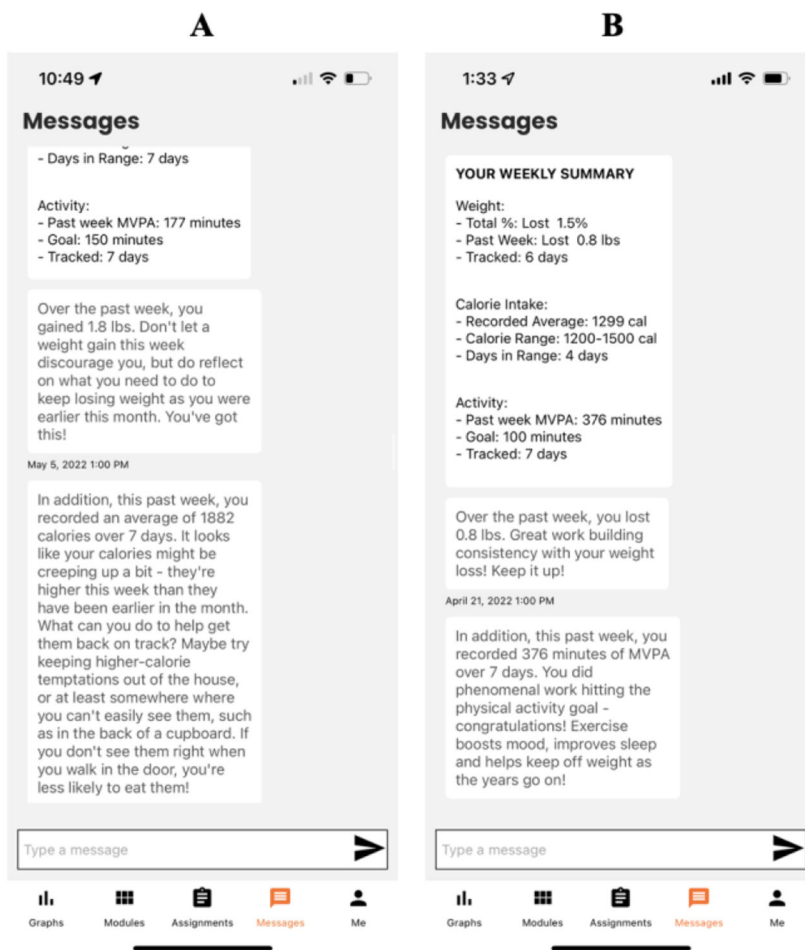 A
10:49
Messages
- Days in Range: 7 days
Activity:
- Past week MVPA: 177 minutes
- Goal: 150 minutes
- Tracked: 7 days
Over the past week, you
gained 1.8 lbs. Don't let a
weight gain this week
discourage you, but do reflect
on what you need to do to
keep losing weight as you were
earlier this month. You've got
this!
May 5, 2022 1:00 PM
In addition, this past week, you
recorded an average of 1882
calories over 7 days. It looks
like your calories might be
creeping up a bit - they're
higher this week than they
have been earlier in the month.
What can you do to help get
them back on track? Maybe try
keeping higher-calorie
temptations out of the house,
or at least somewhere where
you can't easily see them, such
as in the back of a cupboard. If
you don't see them right when
you walk in the door, you're
less likely to eat them!
Type a message
Graphs Modules Assignments Messages Me
B
1:33
Messages
YOUR WEEKLY SUMMARY
Weight:
- Total %: Lost 1.5%
- Past Week: Lost 0.8 lbs
- Tracked: 6 days
Calorie Intake:
- Recorded Average: 1299 cal
- Calorie Range: 1200-1500 cal
- Days in Range: 4 days
Activity:
- Past week MVPA: 376 minutes
- Goal: 100 minutes
- Tracked: 7 days
Over the past week, you lost
0.8 lbs. Great work building
consistency with your weight
loss! Keep it up!
April 21, 2022 1:00 PM
In addition, this past week, you
recorded 376 minutes of MVPA
over 7 days. You did
phenomenal work hitting the
physical activity goal -
congratulations! Exercise
boosts mood, improves sleep
and helps keep off weight as
the years go on!
Type a message
Graphs Modules Assignments Messages Me